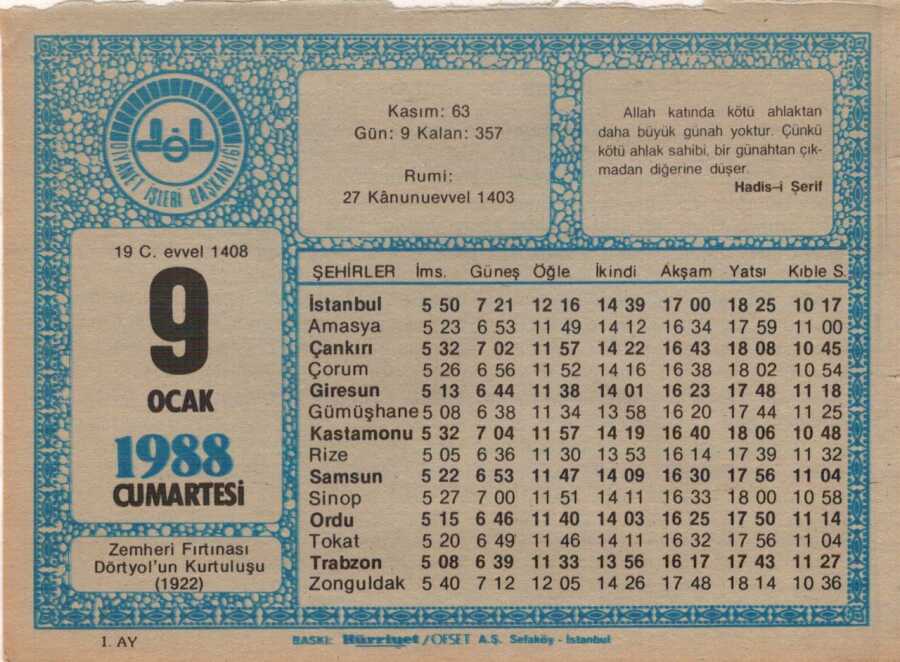 DİYANET İŞLERİ BAŞKANLIĞI
Kasım: 63
Gün: 9 Kalan: 357
Rumi:
27 Kânunuevvel 1403
Allah katında kötü ahlaktan
daha büyük günah yoktur. Çünkü
kötü ahlak sahibi, bir günahtan çık-
madan diğerine düşer.
Hadis-i Şerif
19 C. evvel 1408
9
OCAK
1988
CUMARTESİ
Zemheri Fırtınası
Dörtyol'un Kurtuluşu
(1922)
ŞEHİRLER İms. Güneş Öğle İkindi Akşam Yatsı Kıble S.
İstanbul 5 50 7 21 12 16 14 39 17 00 18 25 10 17
Amasya 5 23 6 53 11 49 14 12 16 34 17 59 11 00
Çankırı 5 32 7 02 11 57 14 22 16 43 18 08 10 45
Çorum 5 26 6 56 11 52 14 16 16 38 18 02 10 54
Giresun 5 13 6 44 11 38 14 01 16 23 17 48 11 18
Gümüşhane 5 08 6 38 11 34 13 58 16 20 17 44 11 25
Kastamonu 5 32 7 04 11 57 14 19 16 40 18 06 10 48
Rize 5 05 6 36 11 30 13 53 16 14 17 39 11 32
Samsun 5 22 6 53 11 47 14 09 16 30 17 56 11 04
Sinop 5 27 7 00 11 51 14 11 16 33 18 00 10 58
Ordu 5 15 6 46 11 40 14 03 16 25 17 50 11 14
Tokat 5 20 6 49 11 46 14 11 16 32 17 56 11 04
Trabzon 5 08 6 39 11 33 13 56 16 17 17 43 11 27
Zonguldak 5 40 7 12 12 05 14 26 17 48 18 14 10 36
1. AY
BASKI: Hürriyet/OFSET A.Ş. Sefaköy - İstanbul